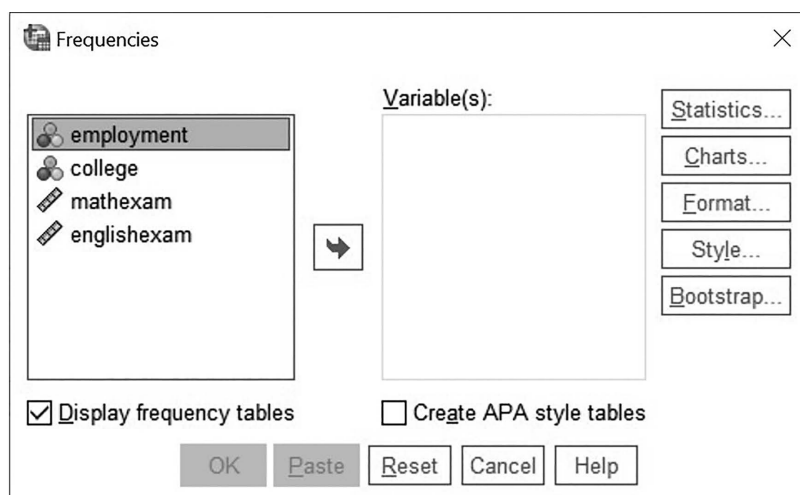 Frequencies
Variable(s):
employment
college
mathexam
englishexam
Statistics...
Charts...
Format...
Style...
Bootstrap...
Display frequency tables
Create APA style tables
OK Paste Reset Cancel Help